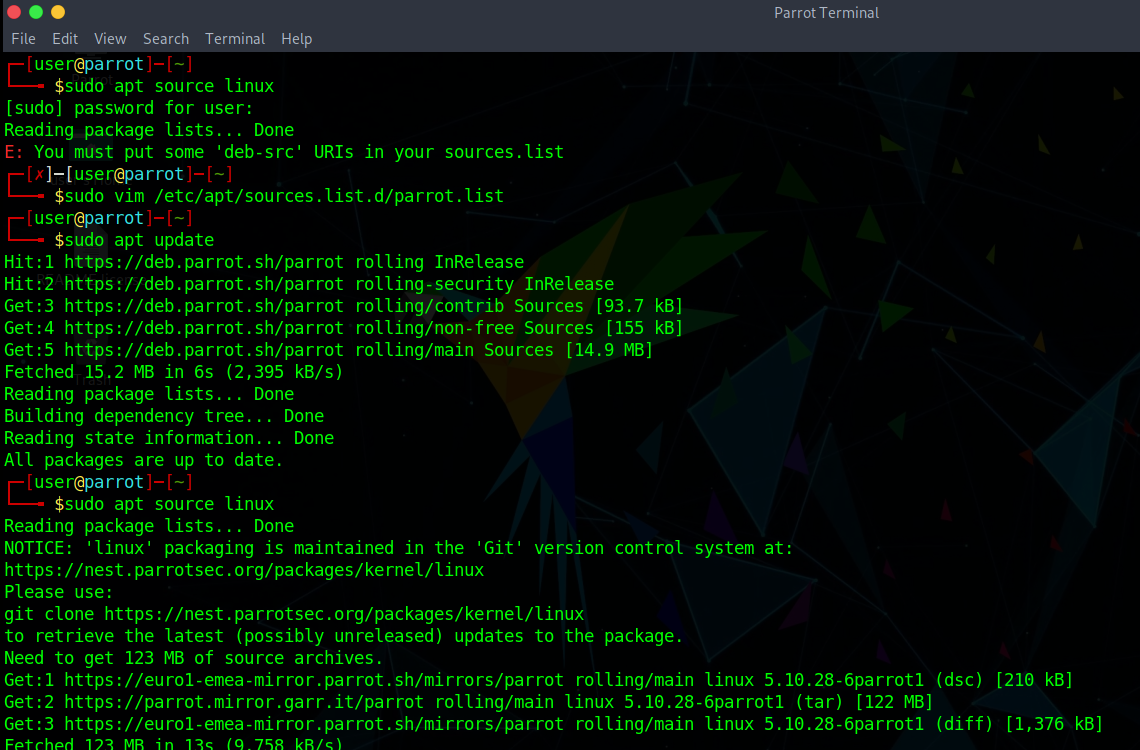 Parrot Terminal
File Edit View Search Terminal Help
┌─[user@parrot]─[~]
└──╼ $sudo apt source linux
[sudo] password for user:
Reading package lists... Done
E: You must put some 'deb-src' URIs in your sources.list
┌─[✗]─[user@parrot]─[~]
└──╼ $sudo vim /etc/apt/sources.list.d/parrot.list
┌─[user@parrot]─[~]
└──╼ $sudo apt update
Hit:1 https://deb.parrot.sh/parrot rolling InRelease
Hit:2 https://deb.parrot.sh/parrot rolling-security InRelease
Get:3 https://deb.parrot.sh/parrot rolling/contrib Sources [93.7 kB]
Get:4 https://deb.parrot.sh/parrot rolling/non-free Sources [155 kB]
Get:5 https://deb.parrot.sh/parrot rolling/main Sources [14.9 MB]
Fetched 15.2 MB in 6s (2,395 kB/s)
Reading package lists... Done
Building dependency tree... Done
Reading state information... Done
All packages are up to date.
┌─[user@parrot]─[~]
└──╼ $sudo apt source linux
Reading package lists... Done
NOTICE: 'linux' packaging is maintained in the 'Git' version control system at:
https://nest.parrotsec.org/packages/kernel/linux
Please use:
git clone https://nest.parrotsec.org/packages/kernel/linux
to retrieve the latest (possibly unreleased) updates to the package.
Need to get 123 MB of source archives.
Get:1 https://euro1-emea-mirror.parrot.sh/mirrors/parrot rolling/main linux 5.10.28-6parrot1 (dsc) [210 kB]
Get:2 https://parrot.mirror.garr.it/parrot rolling/main linux 5.10.28-6parrot1 (tar) [122 MB]
Get:3 https://euro1-emea-mirror.parrot.sh/mirrors/parrot rolling/main linux 5.10.28-6parrot1 (diff) [1,376 kB]
Fetched 123 MB in 13s (9,758 kB/s)